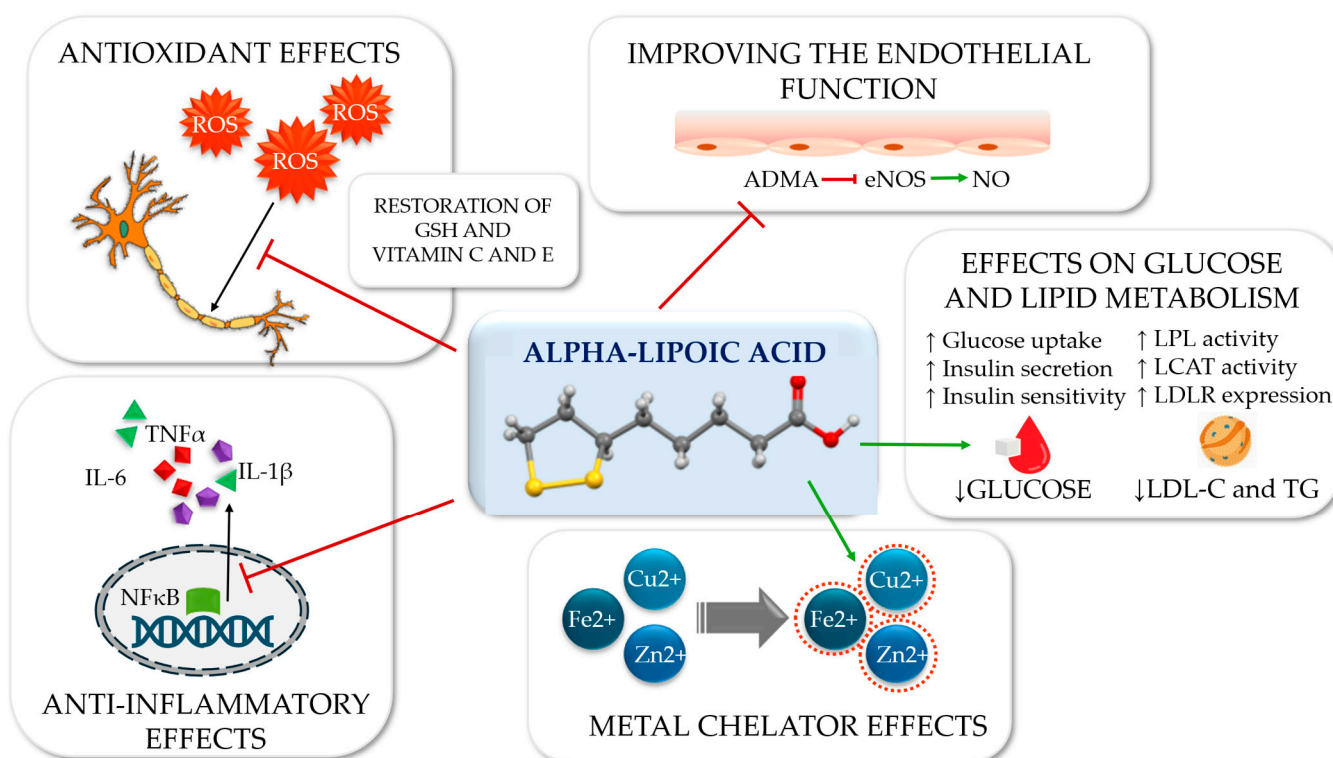 ANTIOXIDANT EFFECTS
ROS
ROS
ROS
RESTORATION OF
GSH AND
VITAMIN C AND E
IMPROVING THE ENDOTHELIAL
FUNCTION
ADMA eNOS NO
EFFECTS ON GLUCOSE
AND LIPID METABOLISM
↑ Glucose uptake
↑ Insulin secretion
↑ Insulin sensitivity
↑ LPL activity
↑ LCAT activity
↑ LDLR expression
↓GLUCOSE
↓LDL-C and TG
ALPHA-LIPOIC ACID
TNFα
IL-6
IL-1β
NFκB
ANTI-INFLAMMATORY
EFFECTS
Cu2+
Fe2+
Zn2+
Cu2+
Fe2+
Zn2+
METAL CHELATOR EFFECTS